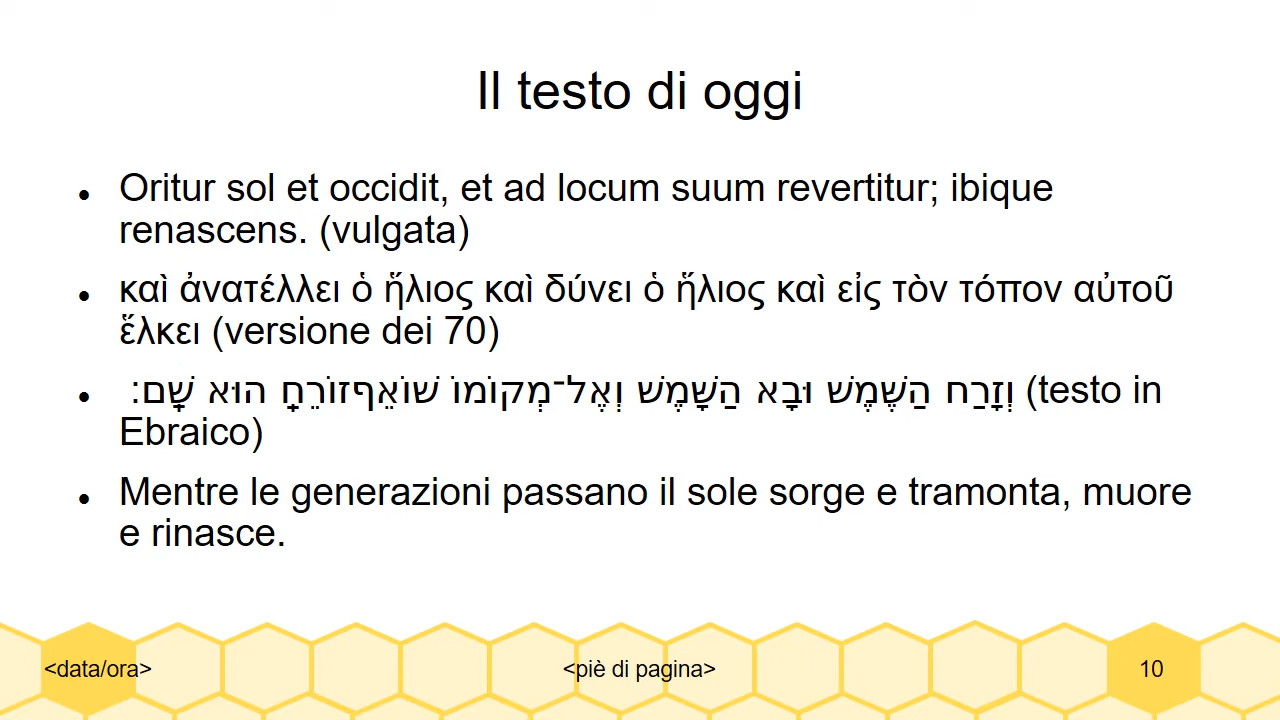 Il testo di oggi
Oritur sol et occidit, et ad locum suum revertitur; ibique
renascens. (vulgata)
καὶ ἀνατέλλει ὁ ἥλιος καὶ δύνει ὁ ἥλιος καὶ εἰς τὸν τόπον αὐτοῦ
ἕλκει (versione dei 70)
וְזָרַח הַשֶּׁמֶשׁ וּבָא הַשָּׁמֶשׁ וְאֶל־מְקוֹמוֹ שׁוֹאֵףזוֹרֵחַֽ הוּא שָֽׁם׃ (testo in
Ebraico)
Mentre le generazioni passano il sole sorge e tramonta, muore
e rinasce.
<data/ora> <piè di pagina> 10